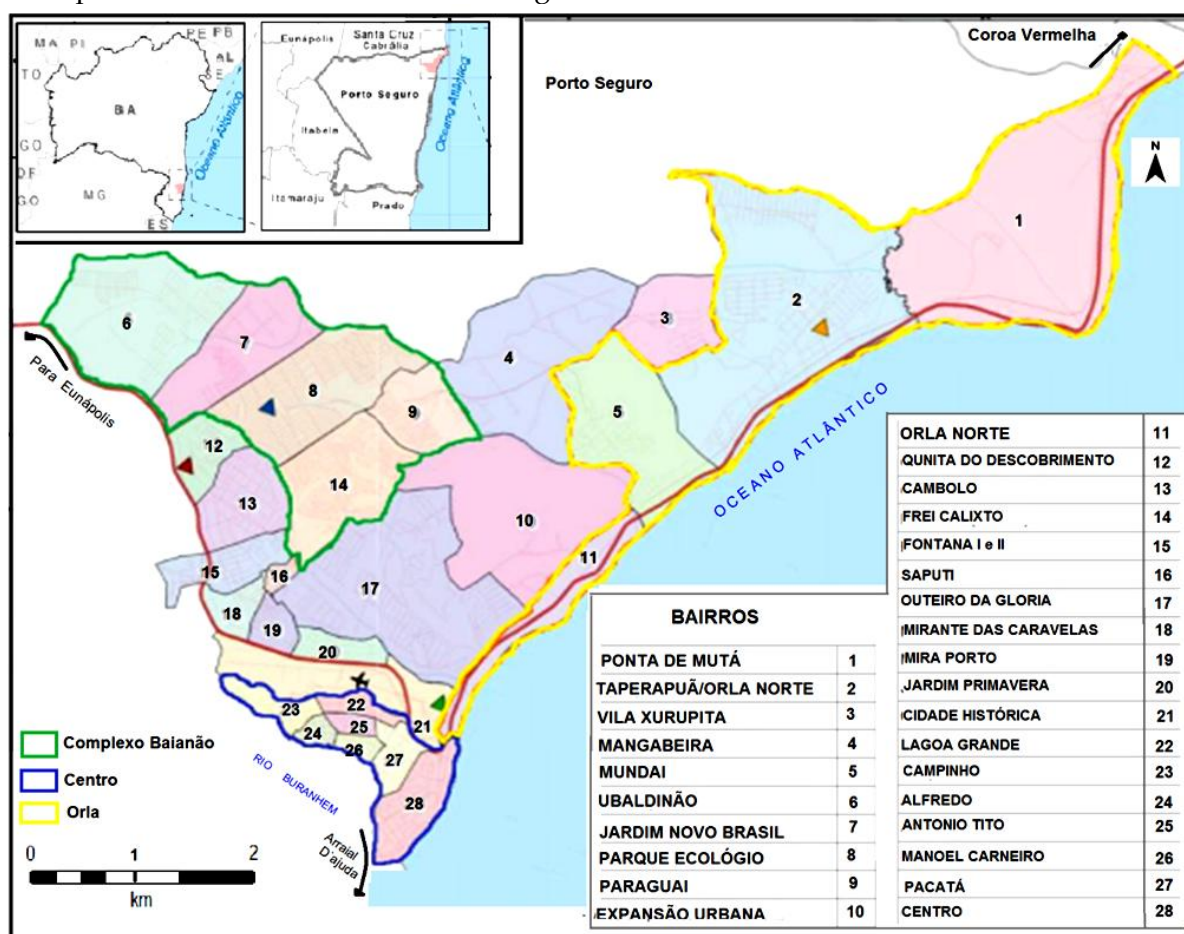 MA
PI
PE
PB
TO
AL
SE
BA
Oceano Atlântico
GO
DF
GO
MG
ES
Eunápolis
Santa Cruz
Cabrália
Porto Seguro
Itabela
Oceano Atlântico
Itamaraju
Prado
Porto Seguro
Coroa Vermelha
N
1
2
3
4
5
6
7
8
9
10
11
12
13
14
15
16
17
18
19
20
21
22
23
24
25
26
27
28
Para Eunápolis
OCEANO ATLÂNTICO
RIO BURANHEM
Arraial
D'ajuda
Complexo Baianão
Centro
Orla
0 1 2
km
BAIRROS
PONTA DE MUTÁ 1
TAPERAPUÃ/ORLA NORTE 2
VILA XURUPITA 3
MANGABEIRA 4
MUNDAI 5
UBALDINÃO 6
JARDIM NOVO BRASIL 7
PARQUE ECOLÓGIO 8
PARAGUAI 9
EXPANSÃO URBANA 10
ORLA NORTE 11
QUNITA DO DESCOBRIMENTO 12
CAMBOLO 13
FREI CALIXTO 14
FONTANA I e II 15
SAPUTI 16
OUTEIRO DA GLORIA 17
MIRANTE DAS CARAVELAS 18
MIRA PORTO 19
JARDIM PRIMAVERA 20
CIDADE HISTÓRICA 21
LAGOA GRANDE 22
CAMPINHO 23
ALFREDO 24
ANTONIO TITO 25
MANOEL CARNEIRO 26
PACATÁ 27
CENTRO 28